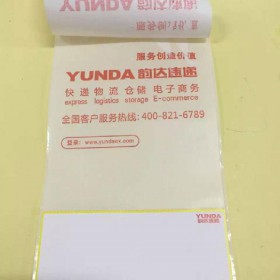 服务创造价值
YUNDA 韵达速递
快递 物流 仓储 电子商务
express logistics storage E-commerce
全国客户服务热线: 400-821-6789
登录: www.yundaex.com
YUNDA
韵达速递